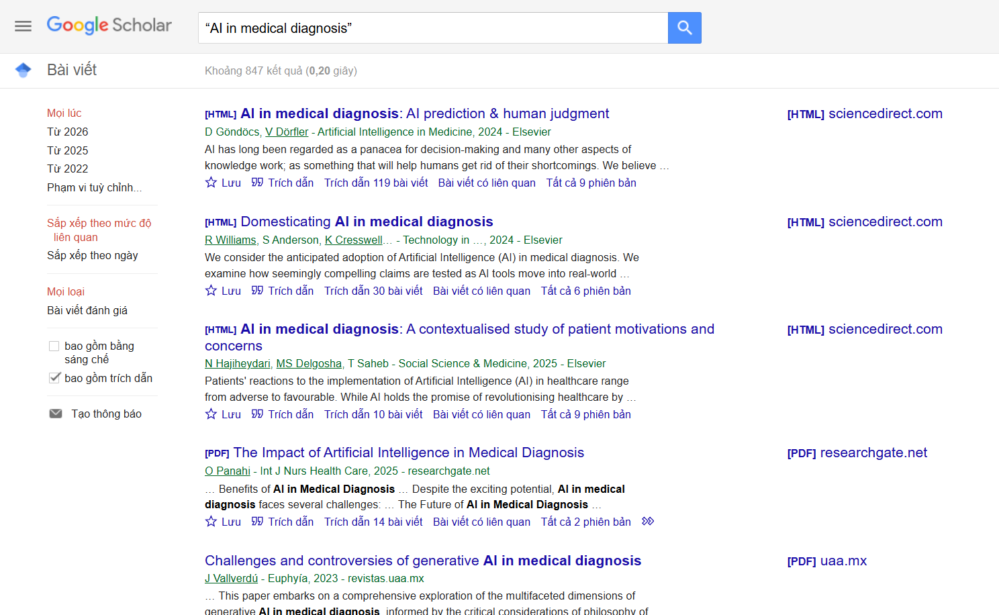 Google Scholar
“AI in medical diagnosis”
Bài viết
Khoảng 847 kết quả (0,20 giây)
Mọi lúc
Từ 2026
Từ 2025
Từ 2022
Phạm vi tuỳ chỉnh...
Sắp xếp theo mức độ
liên quan
Sắp xếp theo ngày
Mọi loại
Bài viết đánh giá
bao gồm bằng
sáng chế
bao gồm trích dẫn
Tạo thông báo
[HTML] AI in medical diagnosis: AI prediction & human judgment
[HTML] sciencedirect.com
D Göndöcs, V Dörfler - Artificial Intelligence in Medicine, 2024 - Elsevier
AI has long been regarded as a panacea for decision-making and many other aspects of
knowledge work; as something that will help humans get rid of their shortcomings. We believe …
Lưu Trích dẫn Trích dẫn 119 bài viết Bài viết có liên quan Tất cả 9 phiên bản
[HTML] Domesticating AI in medical diagnosis
[HTML] sciencedirect.com
R Williams, S Anderson, K Cresswell… - Technology in …, 2024 - Elsevier
We consider the anticipated adoption of Artificial Intelligence (AI) in medical diagnosis. We
examine how seemingly compelling claims are tested as AI tools move into real-world …
Lưu Trích dẫn Trích dẫn 30 bài viết Bài viết có liên quan Tất cả 6 phiên bản
[HTML] AI in medical diagnosis: A contextualised study of patient motivations and
concerns
[HTML] sciencedirect.com
N Hajiheydari, MS Delgosha, T Saheb - Social Science & Medicine, 2025 - Elsevier
Patients' reactions to the implementation of Artificial Intelligence (AI) in healthcare range
from adverse to favourable. While AI holds the promise of revolutionising healthcare by …
Lưu Trích dẫn Trích dẫn 10 bài viết Bài viết có liên quan Tất cả 9 phiên bản
[PDF] The Impact of Artificial Intelligence in Medical Diagnosis
[PDF] researchgate.net
O Panahi - Int J Nurs Health Care, 2025 - researchgate.net
… Benefits of AI in Medical Diagnosis … Despite the exciting potential, AI in medical
diagnosis faces several challenges: … The Future of AI in Medical Diagnosis …
Lưu Trích dẫn Trích dẫn 14 bài viết Bài viết có liên quan Tất cả 2 phiên bản
Challenges and controversies of generative AI in medical diagnosis
[PDF] uaa.mx
J Vallverdú - Euphyía, 2023 - revistas.uaa.mx
… This paper embarks on a comprehensive exploration of the multifaceted dimensions of
generative AI in medical diagnosis, informed by the critical considerations of philosophy of